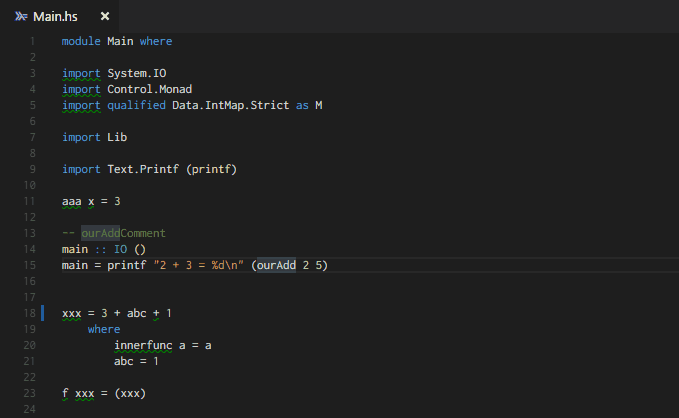 Main.hs ×
1 module Main where
2
3 import System.IO
4 import Control.Monad
5 import qualified Data.IntMap.Strict as M
6
7 import Lib
8
9 import Text.Printf (printf)
10
11 aaa x = 3
12
13 -- ourAddComment
14 main :: IO ()
15 main = printf "2 + 3 = %d\n" (ourAdd 2 5)
16
17
18 xxx = 3 + abc + 1
19     where
20         innerfunc a = a
21         abc = 1
22
23 f xxx = (xxx)
24